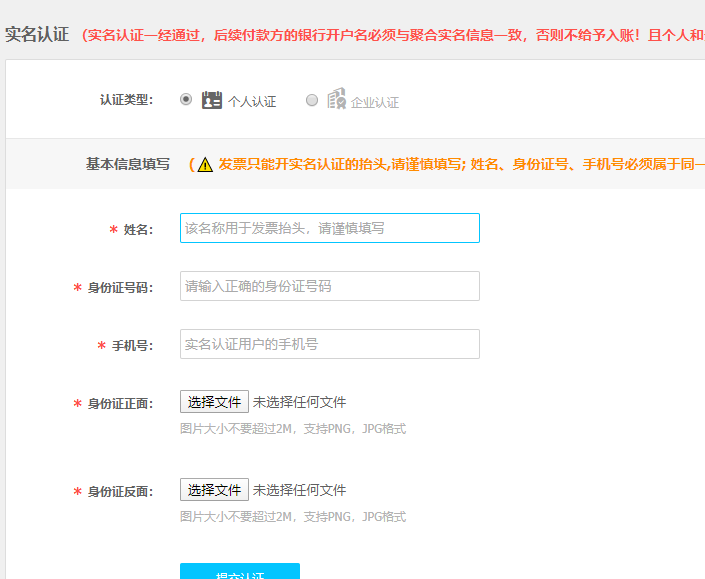 实名认证 (实名认证一经通过，后续付款方的银行开户名必须与聚合实名信息一致，否则不给予入账！且个人和
认证类型： 个人认证 企业认证
基本信息填写 ( 发票只能开实名认证的抬头,请谨慎填写; 姓名、身份证号、手机号必须属于同一
* 姓名： 该名称用于发票抬头，请谨慎填写
* 身份证号码： 请输入正确的身份证号码
* 手机号： 实名认证用户的手机号
* 身份证正面： 选择文件 未选择任何文件
图片大小不要超过2M，支持PNG，JPG格式
* 身份证反面： 选择文件 未选择任何文件
图片大小不要超过2M，支持PNG，JPG格式
提交认证